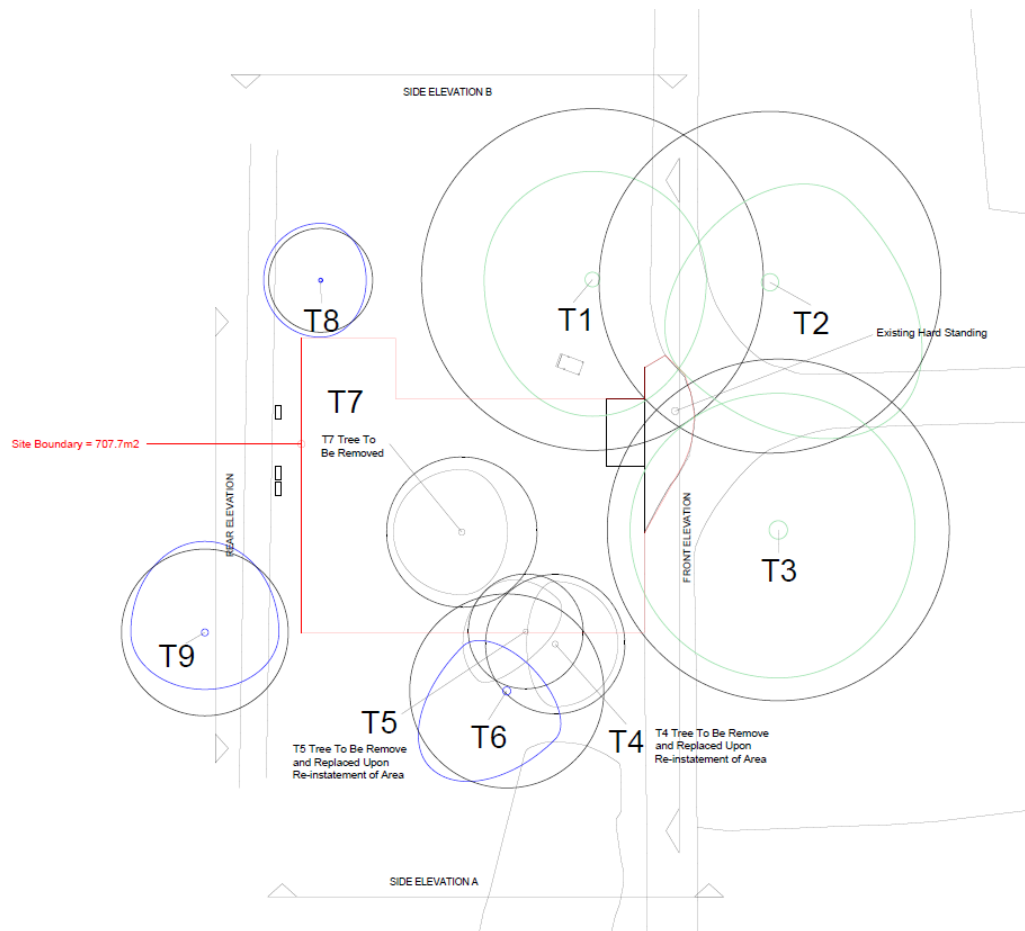 SIDE ELEVATION B
T8
T1
T2
Existing Hard Standing
T7
T7 Tree To
Be Removed
Site Boundary = 707.7m2
REAR ELEVATION
FRONT ELEVATION
T3
T9
T5
T5 Tree To Be Remove
and Replaced Upon
Re-instatement of Area
T6
T4
T4 Tree To Be Remove
and Replaced Upon
Re-instatement of Area
SIDE ELEVATION A